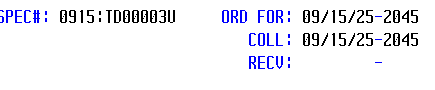 SPEC#: 0915:TD00003U ORD FOR: 09/15/25-2045
COLL: 09/15/25-2045
RECV: -